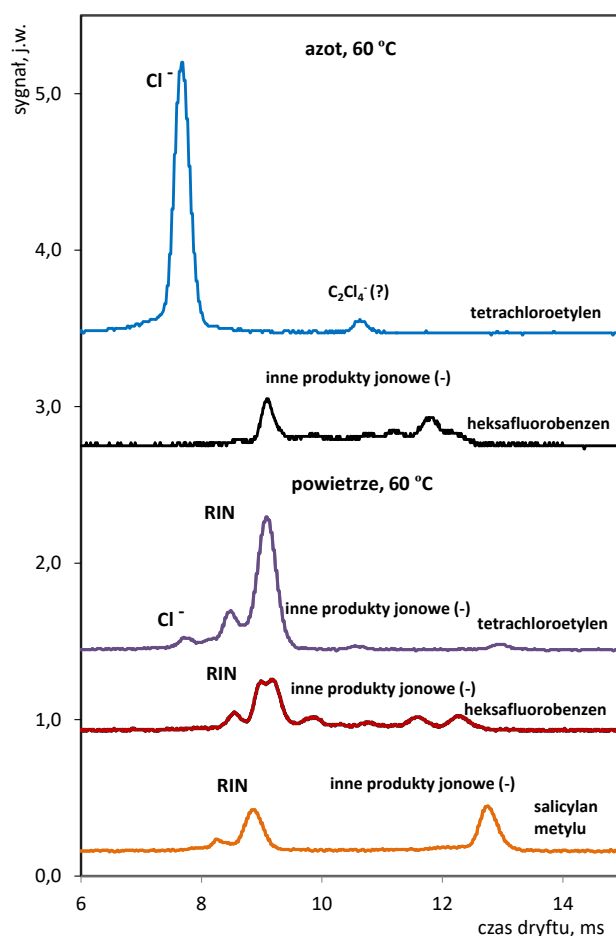 sygnał, j.w.
azot, 60 °C
Cl -
5,0
4,0
C₂Cl₄- (?)
tetrachloroetylen
inne produkty jonowe (-)
3,0
heksafluorobenzen
powietrze, 60 °C
RIN
2,0
Cl -
inne produkty jonowe (-)
tetrachloroetylen
RIN
inne produkty jonowe (-)
1,0
heksafluorobenzen
RIN
inne produkty jonowe (-)
salicylan
metylu
0,0
6 8 10 12 14
czas dryftu, ms